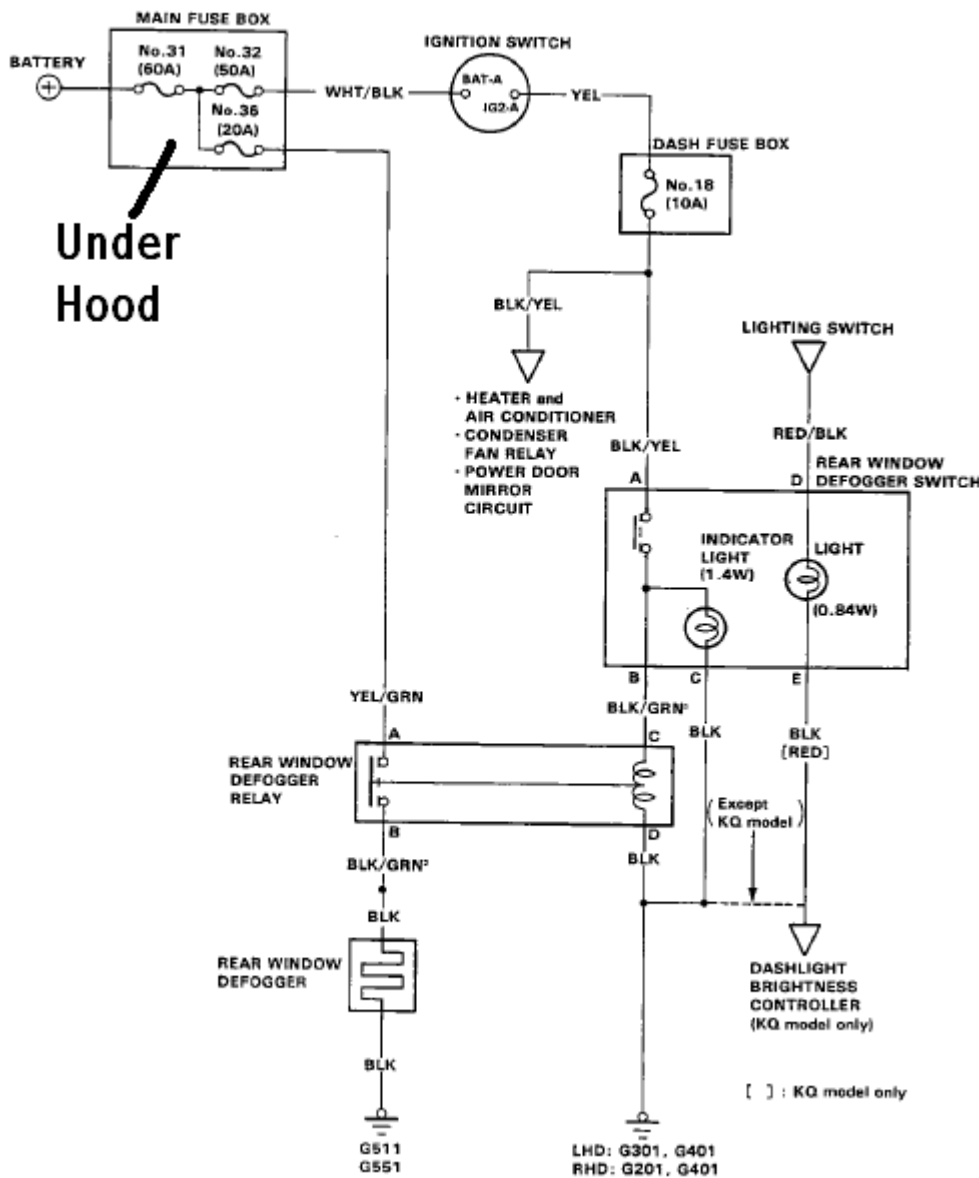 MAIN FUSE BOX
BATTERY
No.31
(60A)
No.32
(50A)
No.36
(20A)
WHT/BLK
IGNITION SWITCH
BAT-A
IG2-A
YEL
DASH FUSE BOX
No.18
(10A)
Under
Hood
BLK/YEL
LIGHTING SWITCH
• HEATER and
AIR CONDITIONER
• CONDENSER
FAN RELAY
• POWER DOOR
MIRROR
CIRCUIT
BLK/YEL
RED/BLK
A
D
REAR WINDOW
DEFOGGER SWITCH
INDICATOR
LIGHT
(1.4W)
LIGHT
(0.84W)
B
C
E
YEL/GRN
BLK/GRN³
BLK
BLK
[RED]
A
C
REAR WINDOW
DEFOGGER
RELAY
B
D
(Except
KQ model)
BLK/GRN²
BLK
BLK
REAR WINDOW
DEFOGGER
DASHLIGHT
BRIGHTNESS
CONTROLLER
(KQ model only)
BLK
[ ] : KQ model only
G511
G551
LHD: G301, G401
RHD: G201, G401